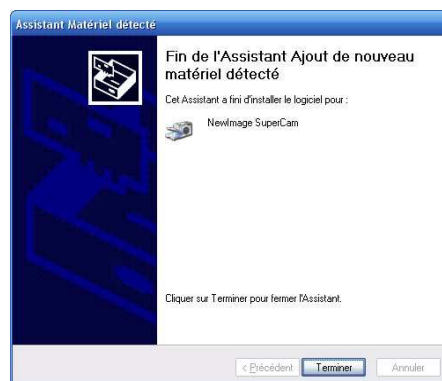 Assistant Matériel détecté
Fin de l'Assistant Ajout de nouveau
matériel détecté
Cet Assistant a fini d'installer le logiciel pour :
NewImage SuperCam
Cliquer sur Terminer pour fermer l'Assistant.
< Précédent
Terminer
Annuler